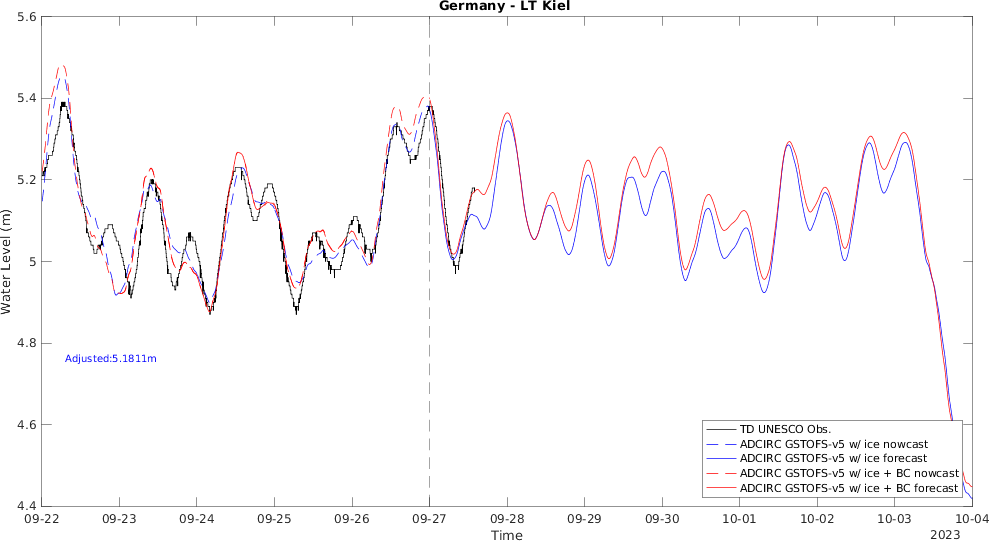 Germany - LT Kiel
5.6
5.4
5.2
5
4.8
4.6
4.4
Water Level (m)
Adjusted:5.1811m
TD UNESCO Obs.
ADCIRC GSTOFS-v5 w/ ice nowcast
ADCIRC GSTOFS-v5 w/ ice forecast
ADCIRC GSTOFS-v5 w/ ice + BC nowcast
ADCIRC GSTOFS-v5 w/ ice + BC forecast
09-22 09-23 09-24 09-25 09-26 09-27 09-28 09-29 09-30 10-01 10-02 10-03 10-04
Time
2023